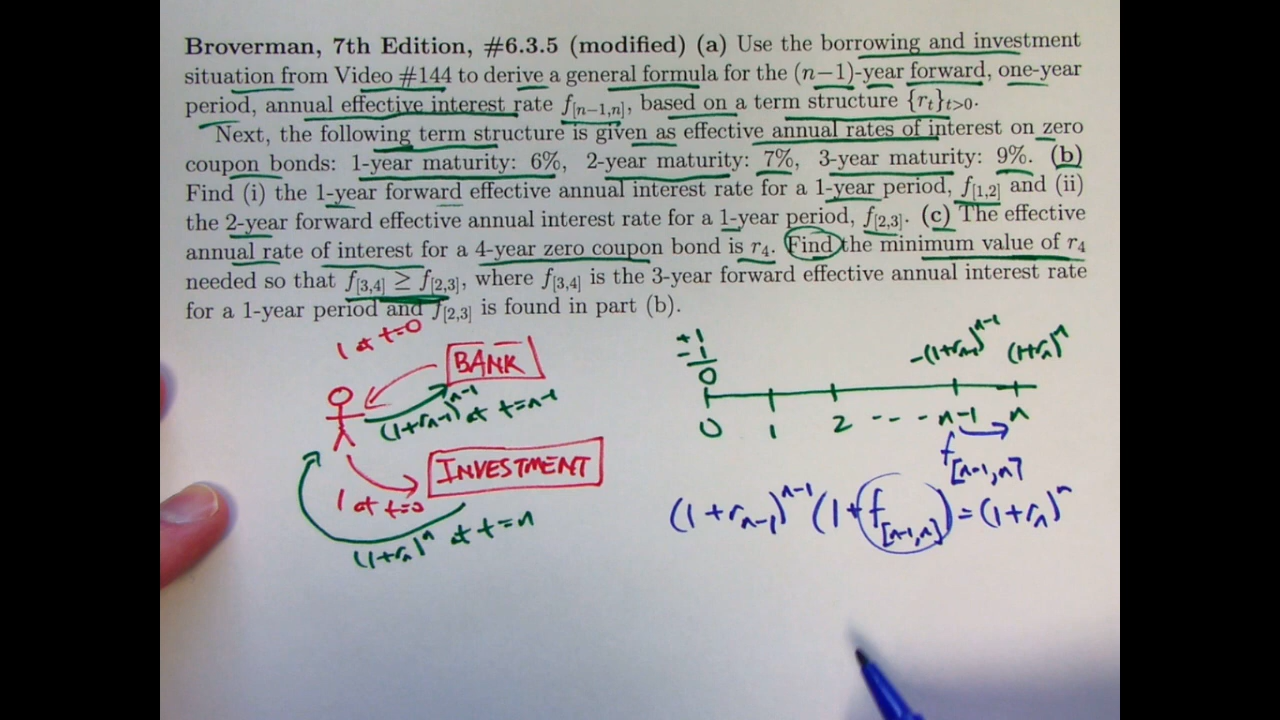 Broverman, 7th Edition, #6.3.5 (modified) (a) Use the borrowing and investment
situation from Video #144 to derive a general formula for the (n−1)-year forward, one-year
period, annual effective interest rate f[n−1,n], based on a term structure {rt}t>0.
Next, the following term structure is given as effective annual rates of interest on zero
coupon bonds: 1-year maturity: 6%, 2-year maturity: 7%, 3-year maturity: 9%. (b)
Find (i) the 1-year forward effective annual interest rate for a 1-year period, f[1,2] and (ii)
the 2-year forward effective annual interest rate for a 1-year period, f[2,3]. (c) The effective
annual rate of interest for a 4-year zero coupon bond is r4. Find the minimum value of r4
needed so that f[3,4] ≥ f[2,3], where f[3,4] is the 3-year forward effective annual interest rate
for a 1-year period and f[2,3] is found in part (b).
1 at t=0
BANK
(1+rn-1)^n-1 at t=n-1
INVESTMENT
1 at t=0
(1+rn)^n at t=n
+1
-1
0
-(1+rn-1)^n-1 (1+rn)^n
0 1 2 --- n-1 n
f[n-1,n]
(1+rn-1)^n-1 (1+f[n-1,n]) = (1+rn)^n